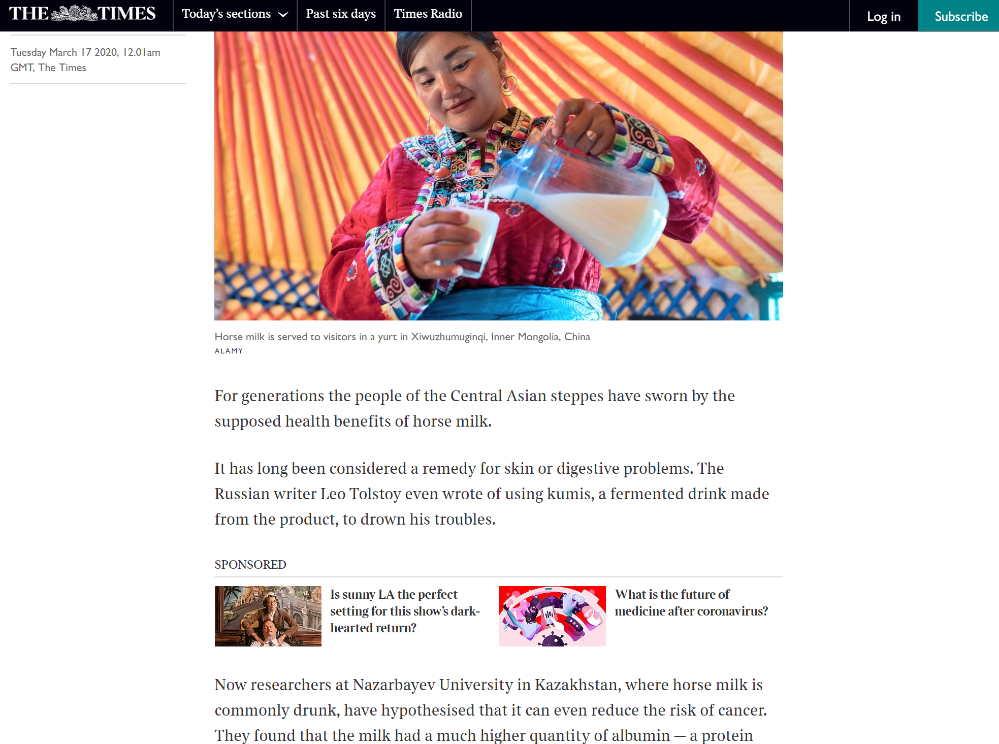 THE TIMES
Today's sections
Past six days
Times Radio
Log in
Subscribe
Tuesday March 17 2020, 12.01am
GMT, The Times
Horse milk is served to visitors in a yurt in Xiwuzhumuginqi, Inner Mongolia, China
ALAMY
For generations the people of the Central Asian steppes have sworn by the
supposed health benefits of horse milk.
It has long been considered a remedy for skin or digestive problems. The
Russian writer Leo Tolstoy even wrote of using kumis, a fermented drink made
from the product, to drown his troubles.
SPONSORED
Is sunny LA the perfect
setting for this show's dark-
hearted return?
What is the future of
medicine after coronavirus?
Now researchers at Nazarbayev University in Kazakhstan, where horse milk is
commonly drunk, have hypothesised that it can even reduce the risk of cancer.
They found that the milk had a much higher quantity of albumin — a protein